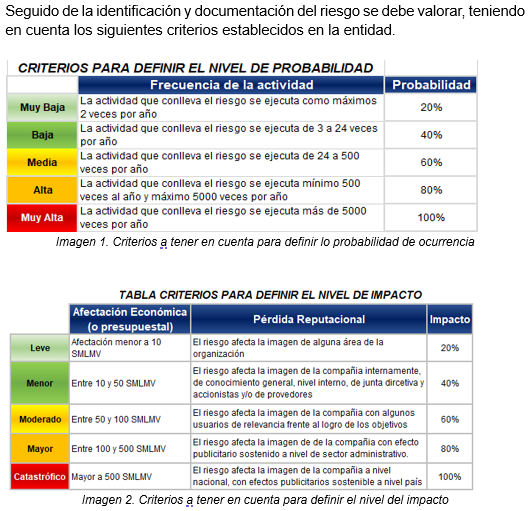 Seguido de la identificación y documentación del riesgo se debe valorar, teniendo
en cuenta los siguientes criterios establecidos en la entidad.
CRITERIOS PARA DEFINIR EL NIVEL DE PROBABILIDAD
Frecuencia de la actividad Probabilidad
Muy Baja La actividad que conlleva el riesgo se ejecuta como máximos
2 veces por año 20%
Baja La actividad que conlleva el riesgo se ejecuta de 3 a 24 veces
por año 40%
Media La actividad que conlleva el riesgo se ejecuta de 24 a 500
veces por año 60%
Alta La actividad que conlleva el riesgo se ejecuta mínimo 500
veces al año y máximo 5000 veces por año 80%
Muy Alta La actividad que conlleva el riesgo se ejecuta más de 5000
veces por año 100%
Imagen 1. Criterios a tener en cuenta para definir lo probabilidad de ocurrencia
TABLA CRITERIOS PARA DEFINIR EL NIVEL DE IMPACTO
Afectación Económica
(o presupuestal) Pérdida Reputacional Impacto
Leve Afectación menor a 10
SMLMV El riesgo afecta la imagen de alguna área de la
organización 20%
Menor Entre 10 y 50 SMLMV El riesgo afecta la imagen de la compañia internamente,
de conocimiento general, nivel interno, de junta dircetiva y
accionistas y/o de provedores 40%
Moderado Entre 50 y 100 SMLMV El riesgo afecta la imagen de la compañia con algunos
usuarios de relevancia frente al logro de los objetivos 60%
Mayor Entre 100 y 500 SMLMV El riesgo afecta la imagen de de la compañia con efecto
publicitario sostenido a nivel de sector administrativo. 80%
Catastrófico Mayor a 500 SMLMV El riesgo afecta la imagen de la compañia a nivel
nacional, con efectos publicitarios sostenible a nivel país 100%
Imagen 2. Criterios a tener en cuenta para definir el nivel del impacto